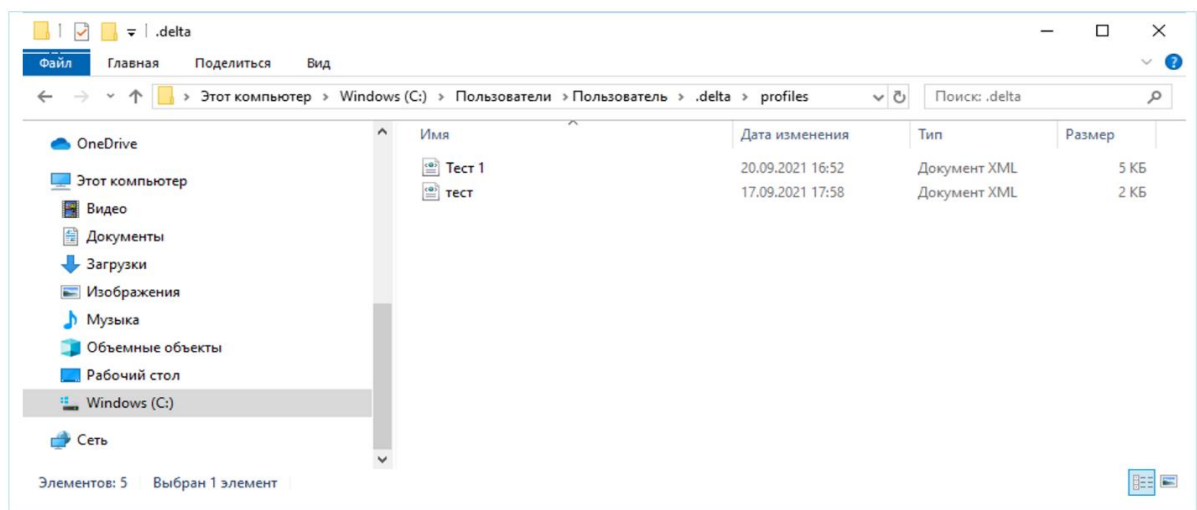 .delta
Файл Главная Поделиться Вид
Этот компьютер > Windows (C:) > Пользователи > Пользователь > .delta > profiles Поиск: .delta
OneDrive
Этот компьютер
Видео
Документы
Загрузки
Изображения
Музыка
Объемные объекты
Рабочий стол
Windows (C:)
Сеть
Имя Дата изменения Тип Размер
Тест 1 20.09.2021 16:52 Документ XML 5 КБ
тест 17.09.2021 17:58 Документ XML 2 КБ
Элементов: 5 Выбран 1 элемент